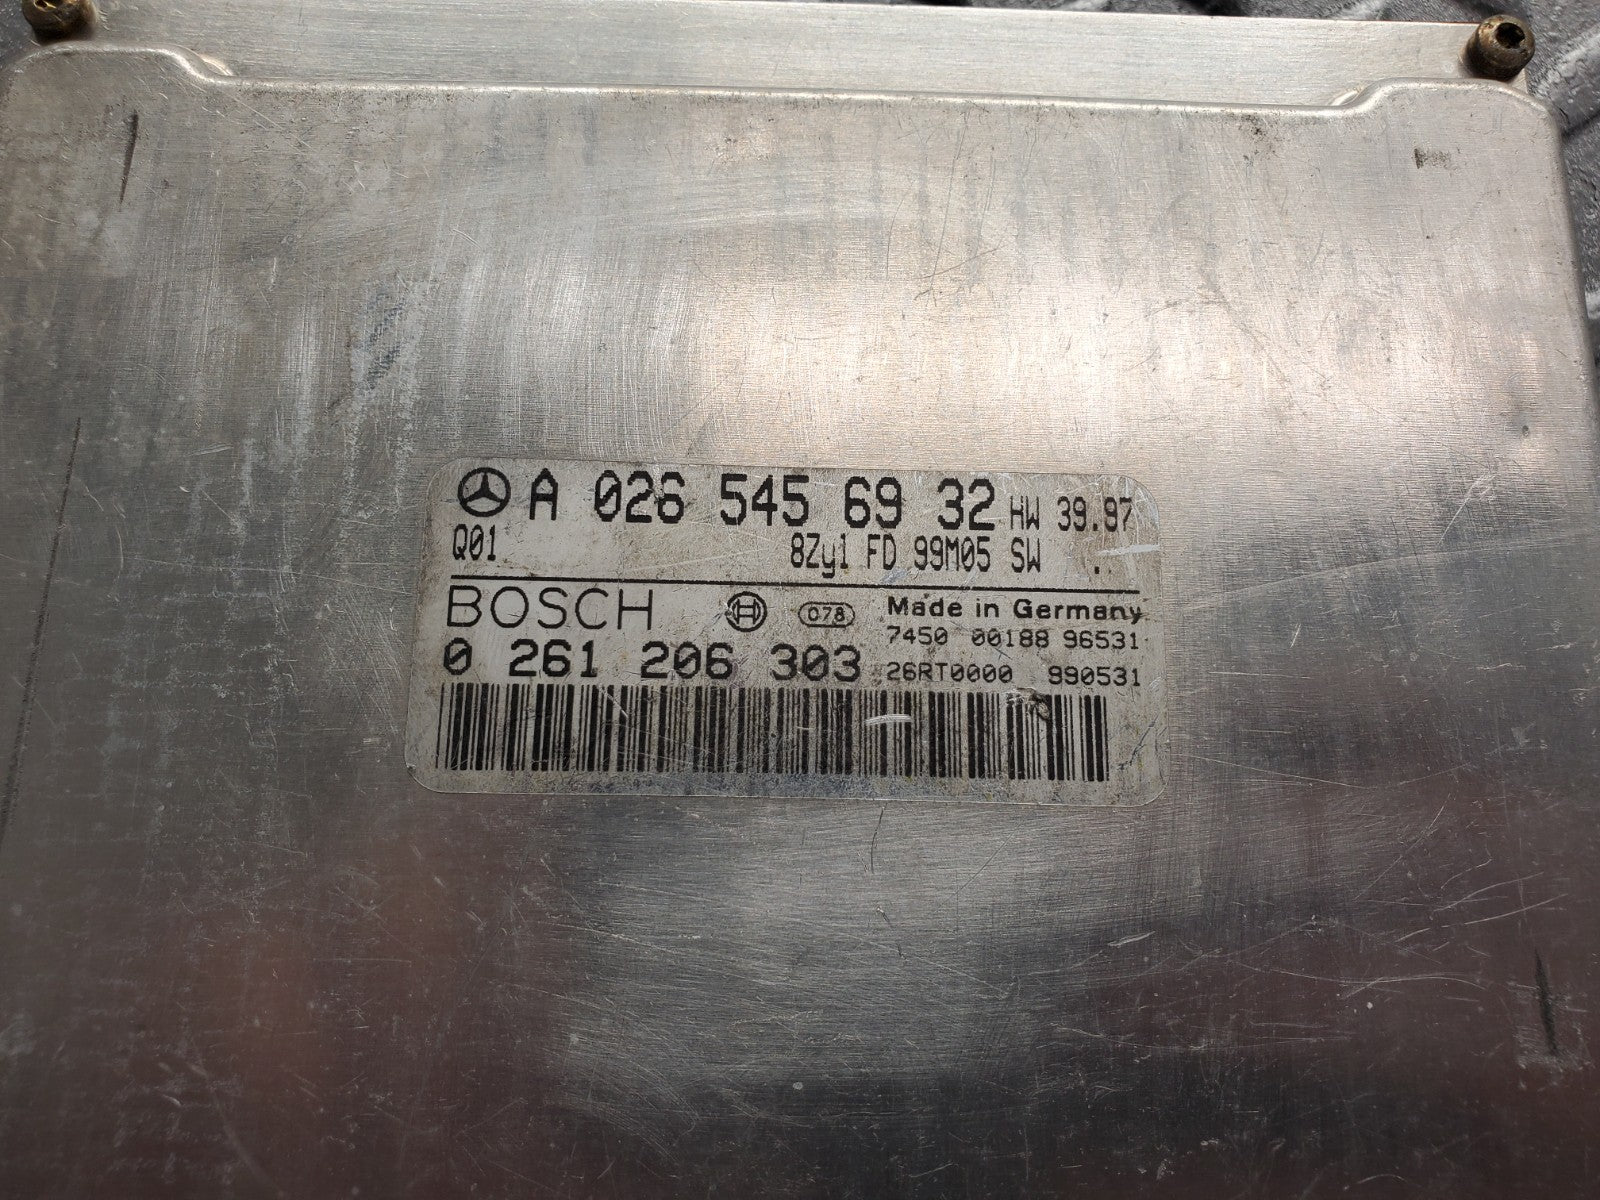 A 026 545 69 32 HW 39.97
Q01 8Zyl FD 99M05 SW ..
BOSCH 078 Made in Germany
7450 00188 96531
0 261 206 303 26RT0000 990531